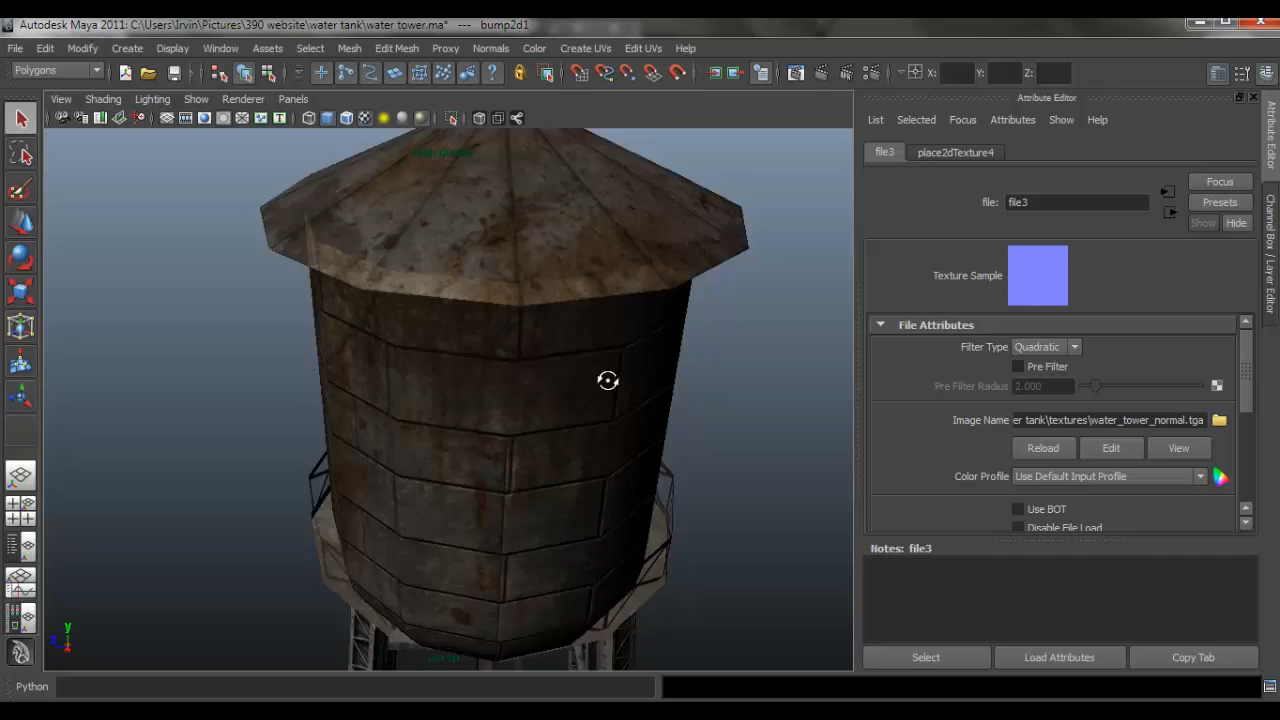 Autodesk Maya 2011: C:\Users\Irvin\Pictures\390 website\water tank\water tower.ma* --- bump2d1
File Edit Modify Create Display Window Assets Select Mesh Edit Mesh Proxy Normals Color Create UVs Edit UVs Help
Polygons X: Y: Z:
View Shading Lighting Show Renderer Panels
Attribute Editor
List Selected Focus Attributes Show Help
file3 place2dTexture4
file: file3
Focus
Presets
Show Hide
Texture Sample
File Attributes
Filter Type Quadratic
Pre Filter
Pre Filter Radius 2.000
Image Name er tank\textures\water_tower_normal.tga
Reload Edit View
Color Profile Use Default Input Profile
Use BOT
Disable File Load
Notes: file3
Select Load Attributes Copy Tab
Attribute Editor
Channel Box / Layer Editor
y
z
persp
Python